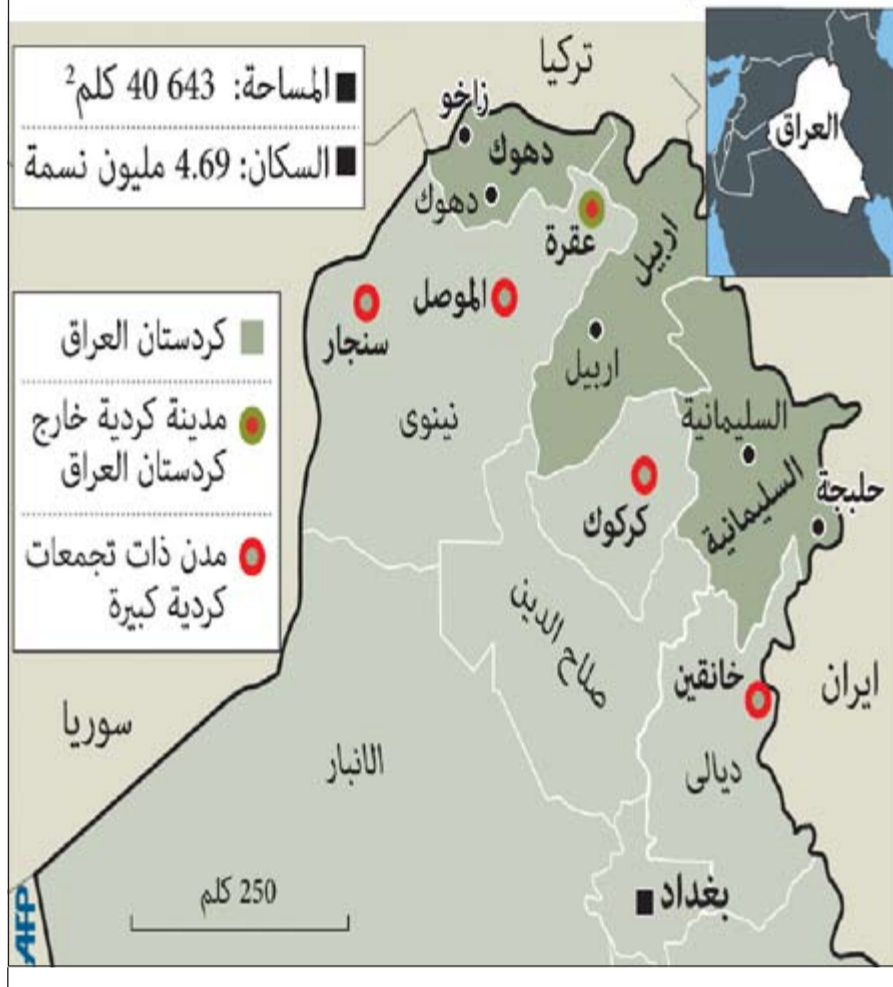 تركيا
العراق
■ المساحة: 643 40 كلم²
■ السكان: 4.69 مليون نسمة
زاخو
دهوك
دهوك
عقرة
اربيل
الموصل
سنجار
اربيل
نينوى
السليمانية
السليمانية
حلبجة
كركوك
كردستان العراق
مدينة كردية خارج
كردستان العراق
مدن ذات تجمعات
كردية كبيرة
صلاح الدين
خانقين
ايران
سوريا
الانبار
ديالى
250 كلم
بغداد
AFP